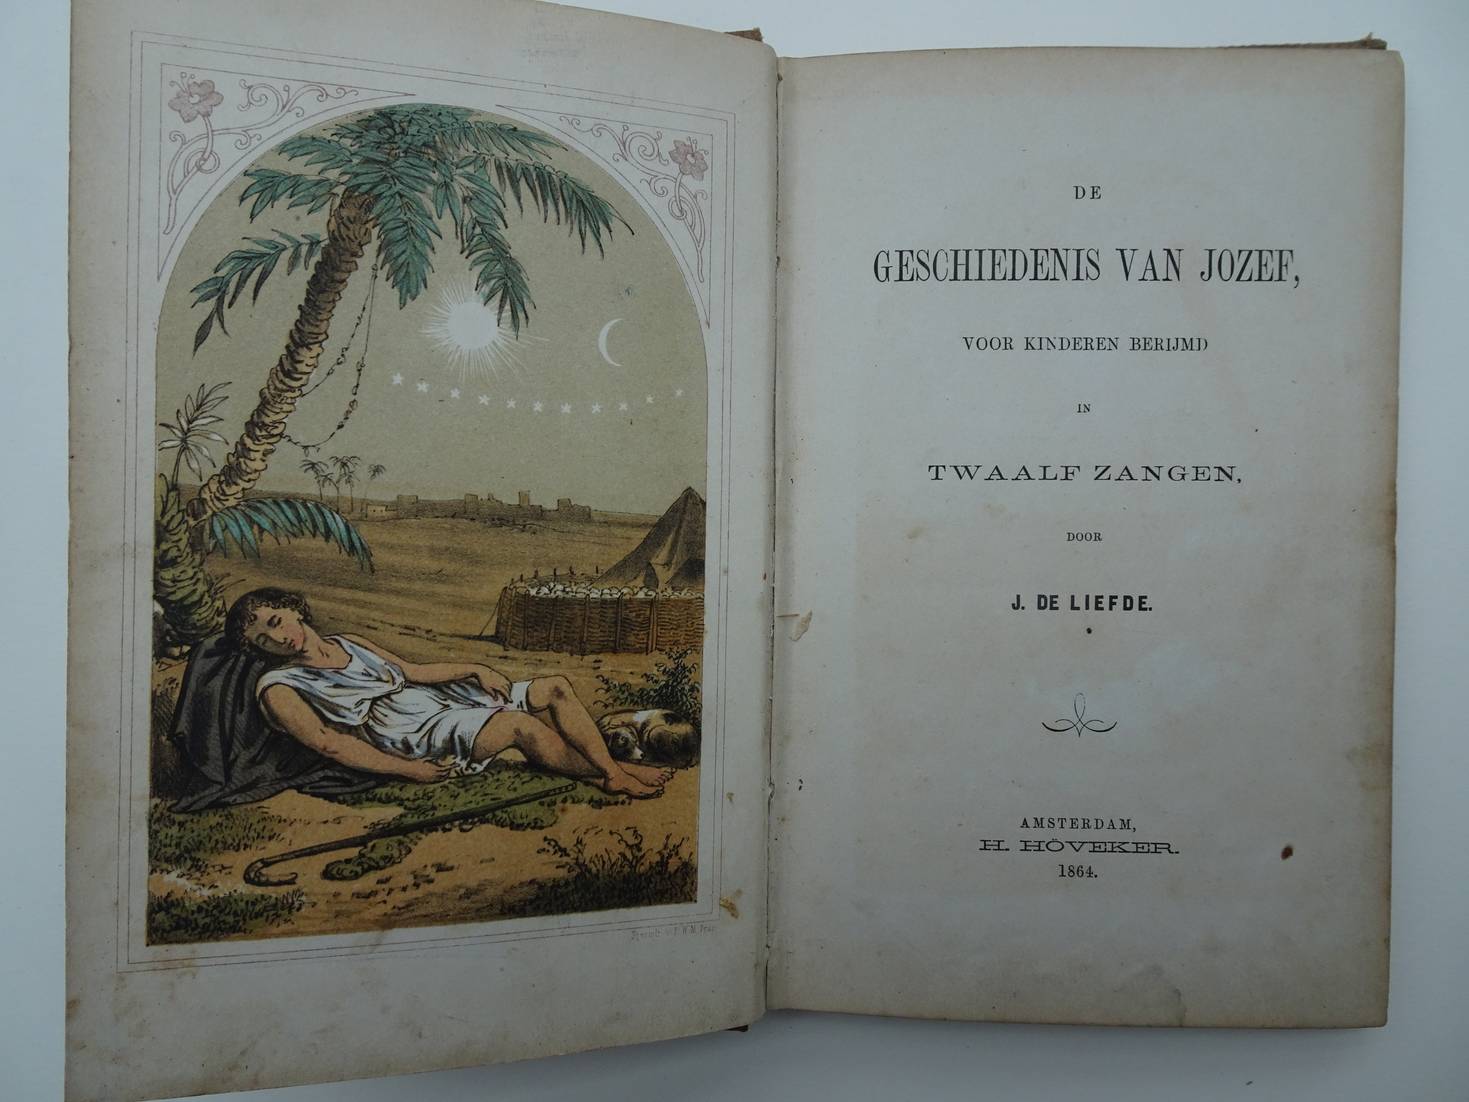 DE
GESCHIEDENIS VAN JOZEF,
VOOR KINDEREN BERIJMD
IN
TWAALF ZANGEN,
DOOR
J. DE LIEFDE.
AMSTERDAM,
H. HÖVEKER.
1864.